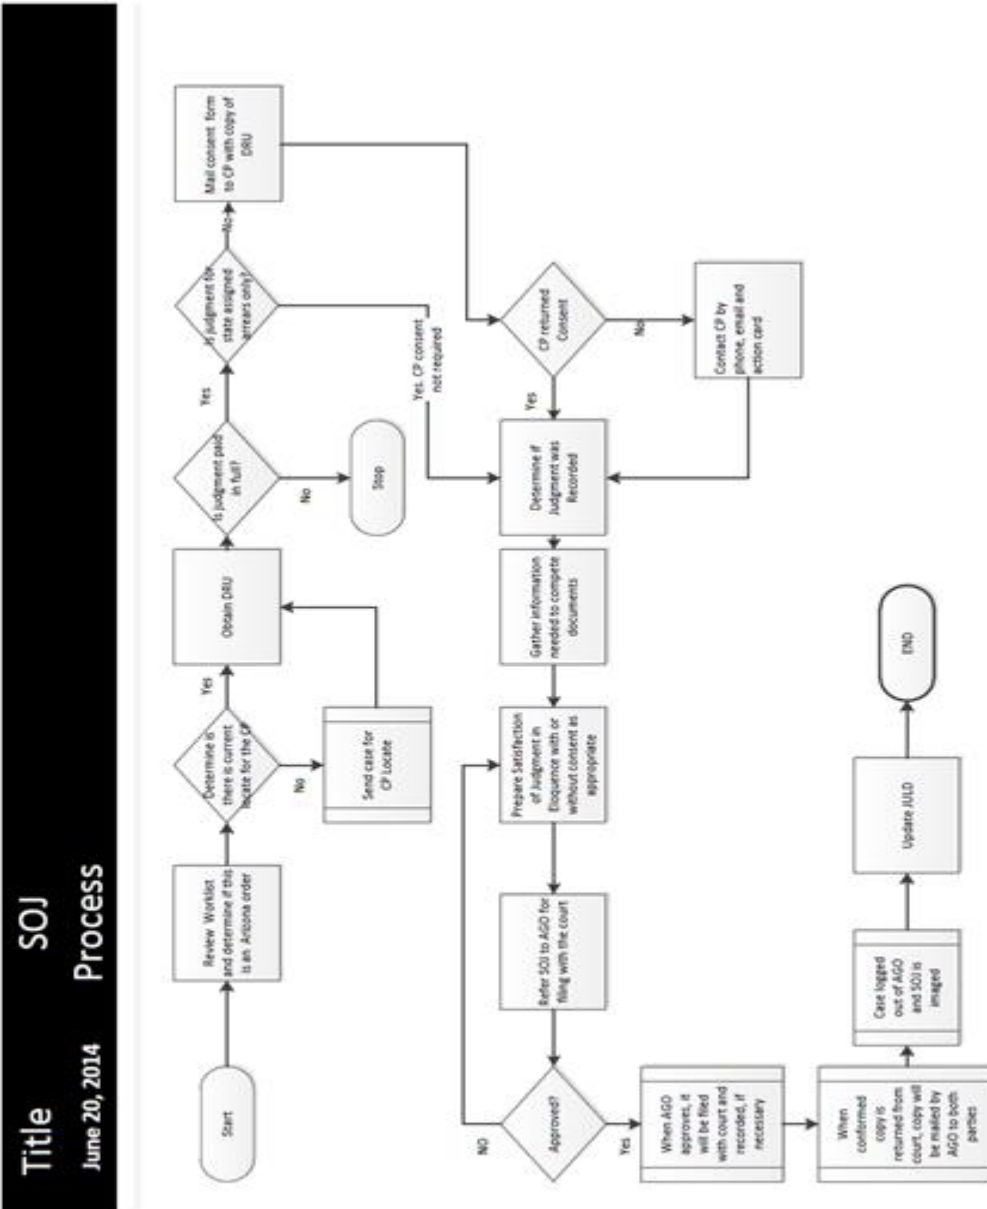 Title SOJ
June 20, 2014 Process
Start
Review Worklist
and determine if this
is an Arizona order
Determine is
there is current
locate for the CP
Yes
No
Send case for
CP Locate
Obtain DRU
Is judgment paid
in full?
Yes
No
Stop
Is judgment for
state assigned
arrears only?
No
Yes. CP consent
not required
Mail consent form
to CP with copy of
DRU
CP returned
Consent
Yes
No
Contact CP by
phone, email and
action card
Determine if
Judgment was
Recorded
Gather information
needed to compete
documents
Prepare Satisfaction
of Judgment in
Eloquence with or
without consent as
appropriate
Refer SOJ to AGO for
filing with the court
Approved?
NO
Yes
When AGO
approves, it
will be filed
with court and
recorded, if
necessary
When
conformed
copy is
returned from
court, copy will
be mailed by
AGO to both
parties
Case logged
out of AGO
and SOJ is
imaged
Update JULD
END